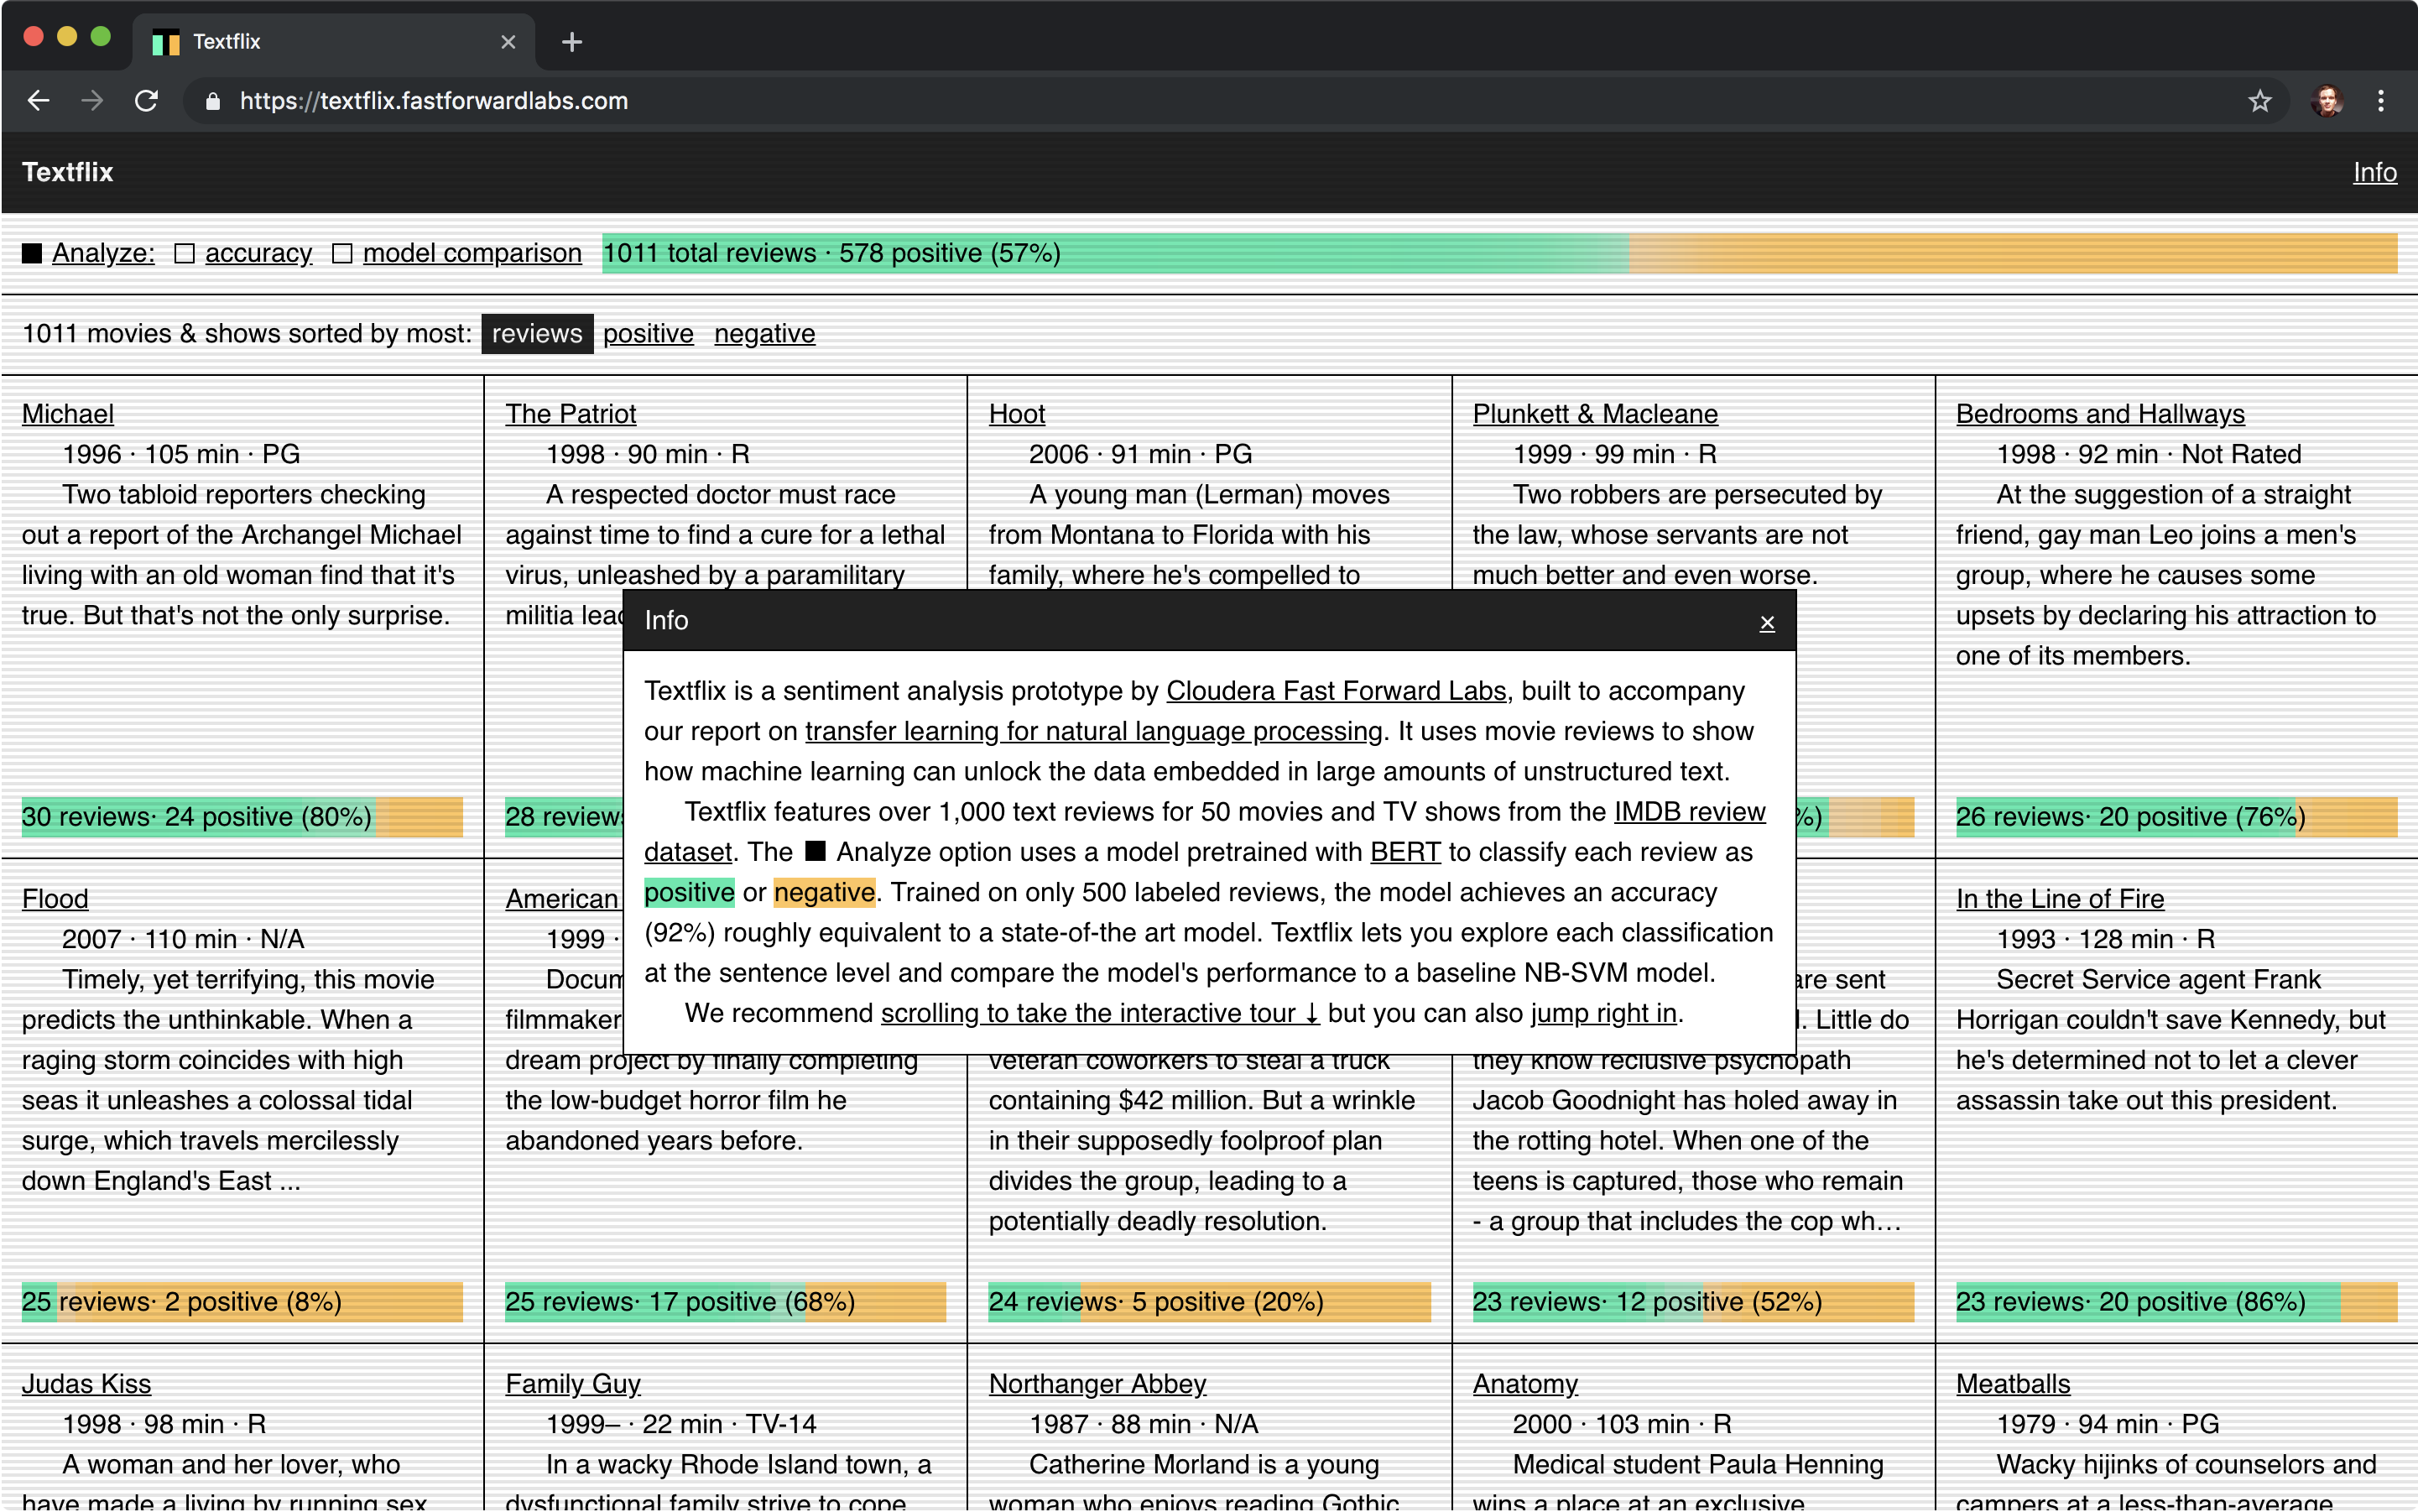 Textflix
https://textflix.fastforwardlabs.com
Textflix
Info
Analyze: accuracy model comparison 1011 total reviews · 578 positive (57%)
1011 movies & shows sorted by most: reviews positive negative
Michael
1996 · 105 min · PG
Two tabloid reporters checking
out a report of the Archangel Michael
living with an old woman find that it's
true. But that's not the only surprise.
30 reviews· 24 positive (80%)
The Patriot
1998 · 90 min · R
A respected doctor must race
against time to find a cure for a lethal
virus, unleashed by a paramilitary
militia
28
Hoot
2006 · 91 min · PG
A young man (Lerman) moves
from Montana to Florida with his
family, where he's compelled to
Plunkett & Macleane
1999 · 99 min · R
Two robbers are persecuted by
the law, whose servants are not
much better and even worse.
%)
Bedrooms and Hallways
1998 · 92 min · Not Rated
At the suggestion of a straight
friend, gay man Leo joins a men's
group, where he causes some
upsets by declaring his attraction to
one of its members.
26 reviews· 20 positive (76%)
Info ×
Textflix is a sentiment analysis prototype by Cloudera Fast Forward Labs, built to accompany
our report on transfer learning for natural language processing. It uses movie reviews to show
how machine learning can unlock the data embedded in large amounts of unstructured text.
Textflix features over 1,000 text reviews for 50 movies and TV shows from the IMDB review
dataset. The ■ Analyze option uses a model pretrained with BERT to classify each review as
positive or negative. Trained on only 500 labeled reviews, the model achieves an accuracy
(92%) roughly equivalent to a state-of-the art model. Textflix lets you explore each classification
at the sentence level and compare the model's performance to a baseline NB-SVM model.
We recommend scrolling to take the interactive tour ↓ but you can also jump right in.
Flood
2007 · 110 min · N/A
Timely, yet terrifying, this movie
predicts the unthinkable. When a
raging storm coincides with high
seas it unleashes a colossal tidal
surge, which travels mercilessly
down England's East ...
25 reviews· 2 positive (8%)
American
1999 ·
filmmaker
dream project by finally completing
the low-budget horror film he
abandoned years before.
25 reviews· 17 positive (68%)
veteran coworkers to steal a truck
containing $42 million. But a wrinkle
in their supposedly foolproof plan
divides the group, leading to a
potentially deadly resolution.
24 reviews· 5 positive (20%)
are sent
. Little do
they know reclusive psychopath
Jacob Goodnight has holed away in
the rotting hotel. When one of the
teens is captured, those who remain
- a group that includes the cop wh...
23 reviews· 12 positive (52%)
In the Line of Fire
1993 · 128 min · R
Secret Service agent Frank
Horrigan couldn't save Kennedy, but
he's determined not to let a clever
assassin take out this president.
23 reviews· 20 positive (86%)
Judas Kiss
1998 · 98 min · R
A woman and her lover, who
have made a living by running sex
Family Guy
1999– · 22 min · TV-14
In a wacky Rhode Island town, a
dysfunctional family strive to cope
Northanger Abbey
1987 · 88 min · N/A
Catherine Morland is a young
woman who enjoys reading Gothic
Anatomy
2000 · 103 min · R
Medical student Paula Henning
wins a place at an exclusive
Meatballs
1979 · 94 min · PG
Wacky hijinks of counselors and
campers at a less-than-average